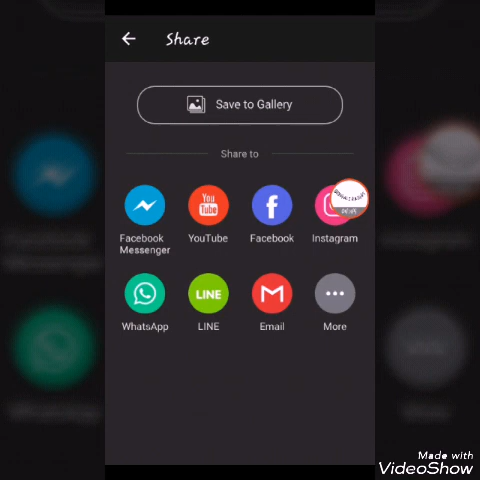 Share
Save to Gallery
Share to
You
Tube
Facebook
Messenger
YouTube
Facebook
Instagram
LINE
WhatsApp
LINE
Email
More
Made with
VideoShow